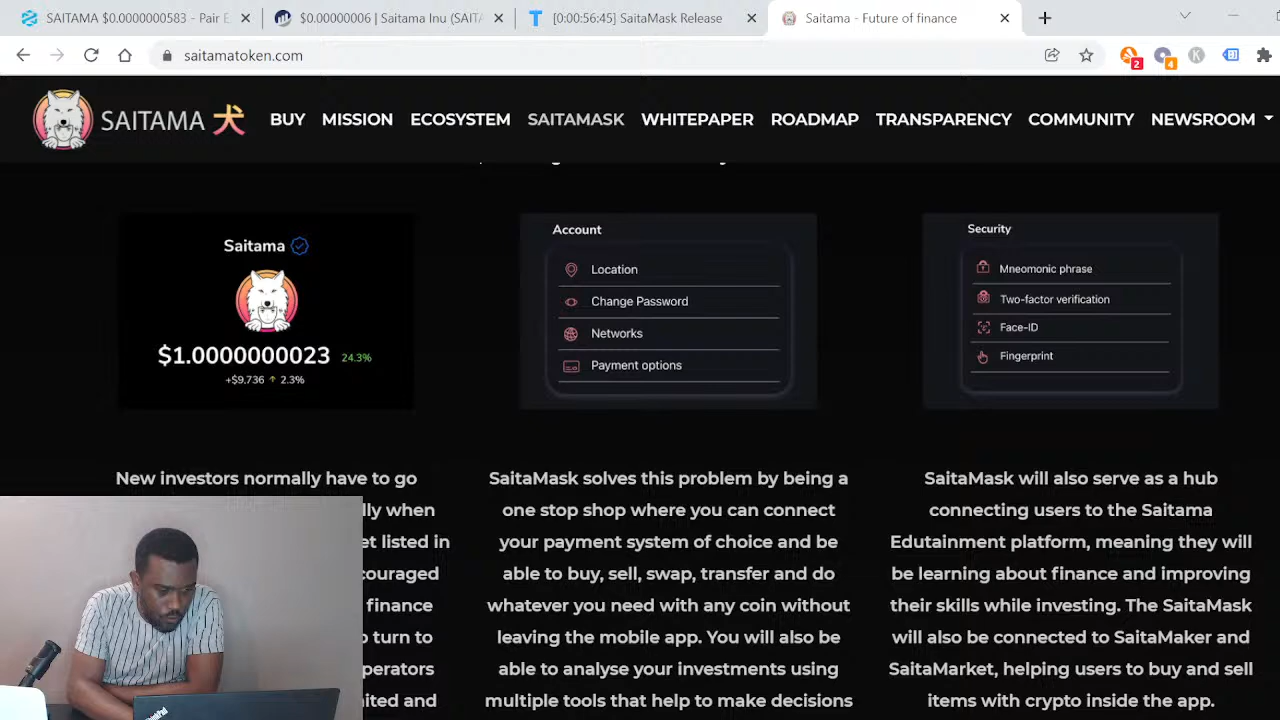 SAITAMA $0.0000000583 - Pair E
$0.00000006 | Saitama Inu (SAIT
[0:00:56:45] SaitaMask Release
Saitama - Future of finance
saitamatoken.com
2
4
K
SAITAMA 犬
BUY
MISSION
ECOSYSTEM
SAITAMASK
WHITEPAPER
ROADMAP
TRANSPARENCY
COMMUNITY
NEWSROOM
Saitama
$1.0000000023 24.3%
+$9.736 ↑ 2.3%
Account
Location
Change Password
Networks
Payment options
Security
Mneomonic phrase
Two-factor verification
Face-ID
Fingerprint
New investors normally have to go
lly when
et listed in
couraged
finance
o turn to
perators
ited and
SaitaMask solves this problem by being a
one stop shop where you can connect
your payment system of choice and be
able to buy, sell, swap, transfer and do
whatever you need with any coin without
leaving the mobile app. You will also be
able to analyse your investments using
multiple tools that help to make decisions
SaitaMask will also serve as a hub
connecting users to the Saitama
Edutainment platform, meaning they will
be learning about finance and improving
their skills while investing. The SaitaMask
will also be connected to SaitaMaker and
SaitaMarket, helping users to buy and sell
items with crypto inside the app.